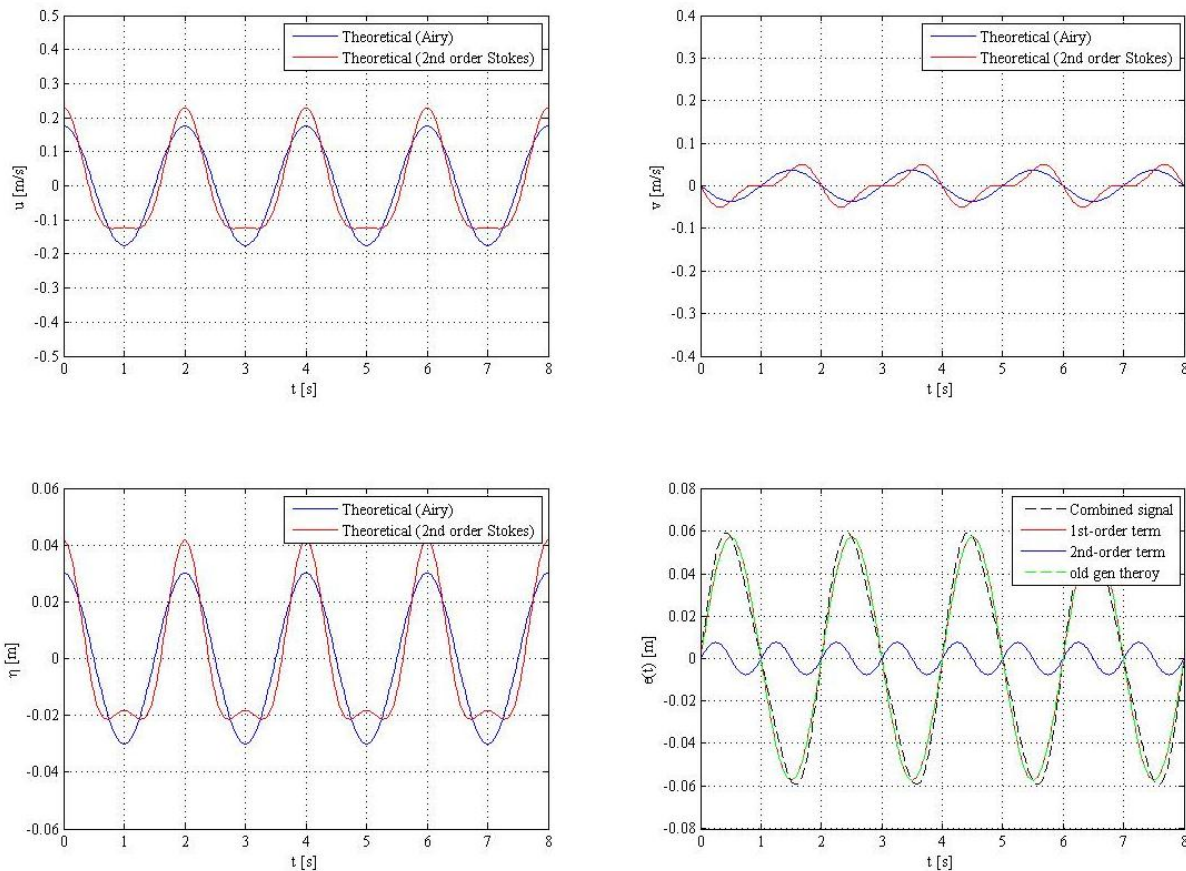 0.5
0.4
0.3
0.2
0.1
0
-0.1
-0.2
-0.3
-0.4
-0.5
u [m/s]
Theoretical (Airy)
Theoretical (2nd order Stokes)
0 1 2 3 4 5 6 7 8
t [s]
0.4
0.3
0.2
0.1
0
-0.1
-0.2
-0.3
-0.4
v [m/s]
Theoretical (Airy)
Theoretical (2nd order Stokes)
0 1 2 3 4 5 6 7 8
t [s]
0.06
0.04
0.02
0
-0.02
-0.04
-0.06
η [m]
Theoretical (Airy)
Theoretical (2nd order Stokes)
0 1 2 3 4 5 6 7 8
t [s]
0.08
0.06
0.04
0.02
0
-0.02
-0.04
-0.06
-0.08
e(t) [m]
Combined signal
1st-order term
2nd-order term
old gen theroy
0 1 2 3 4 5 6 7 8
t [s]